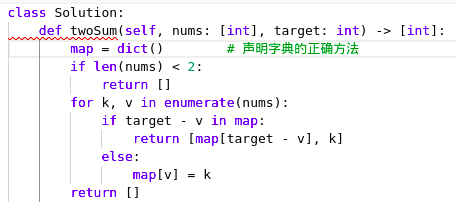 class Solution:
    def twoSum(self, nums: [int], target: int) -> [int]:
        map = dict()        # 声明字典的正确方法
        if len(nums) < 2:
            return []
        for k, v in enumerate(nums):
            if target - v in map:
                return [map[target - v], k]
            else:
                map[v] = k
        return []